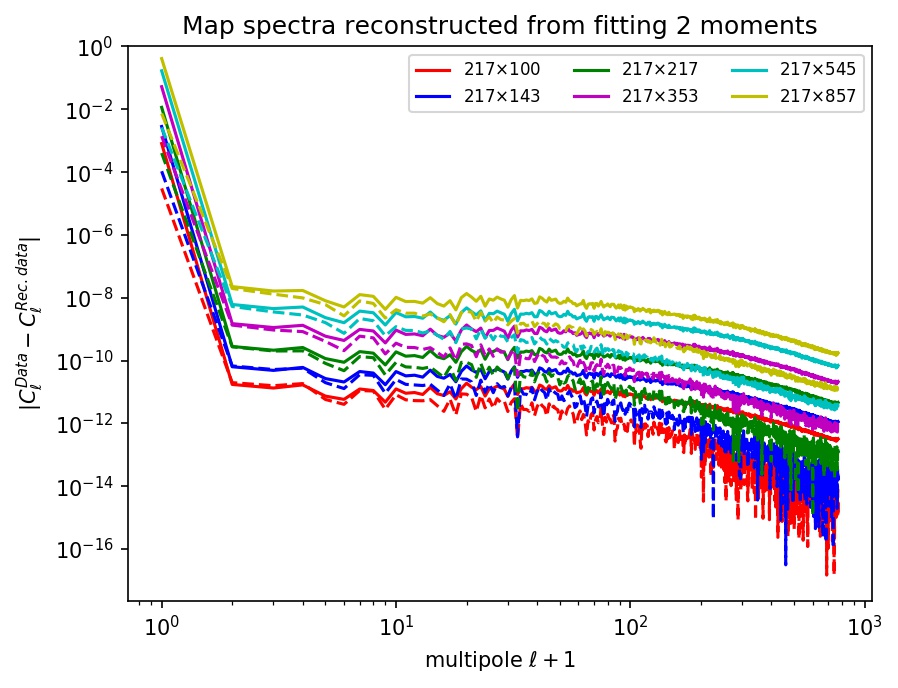 Map spectra reconstructed from fitting 2 moments
|C_ℓ^{Data} − C_ℓ^{Rec. data}|
10^0
10^{-2}
10^{-4}
10^{-6}
10^{-8}
10^{-10}
10^{-12}
10^{-14}
10^{-16}
217×100 217×217 217×545
217×143 217×353 217×857
10^0 10^1 10^2 10^3
multipole ℓ + 1